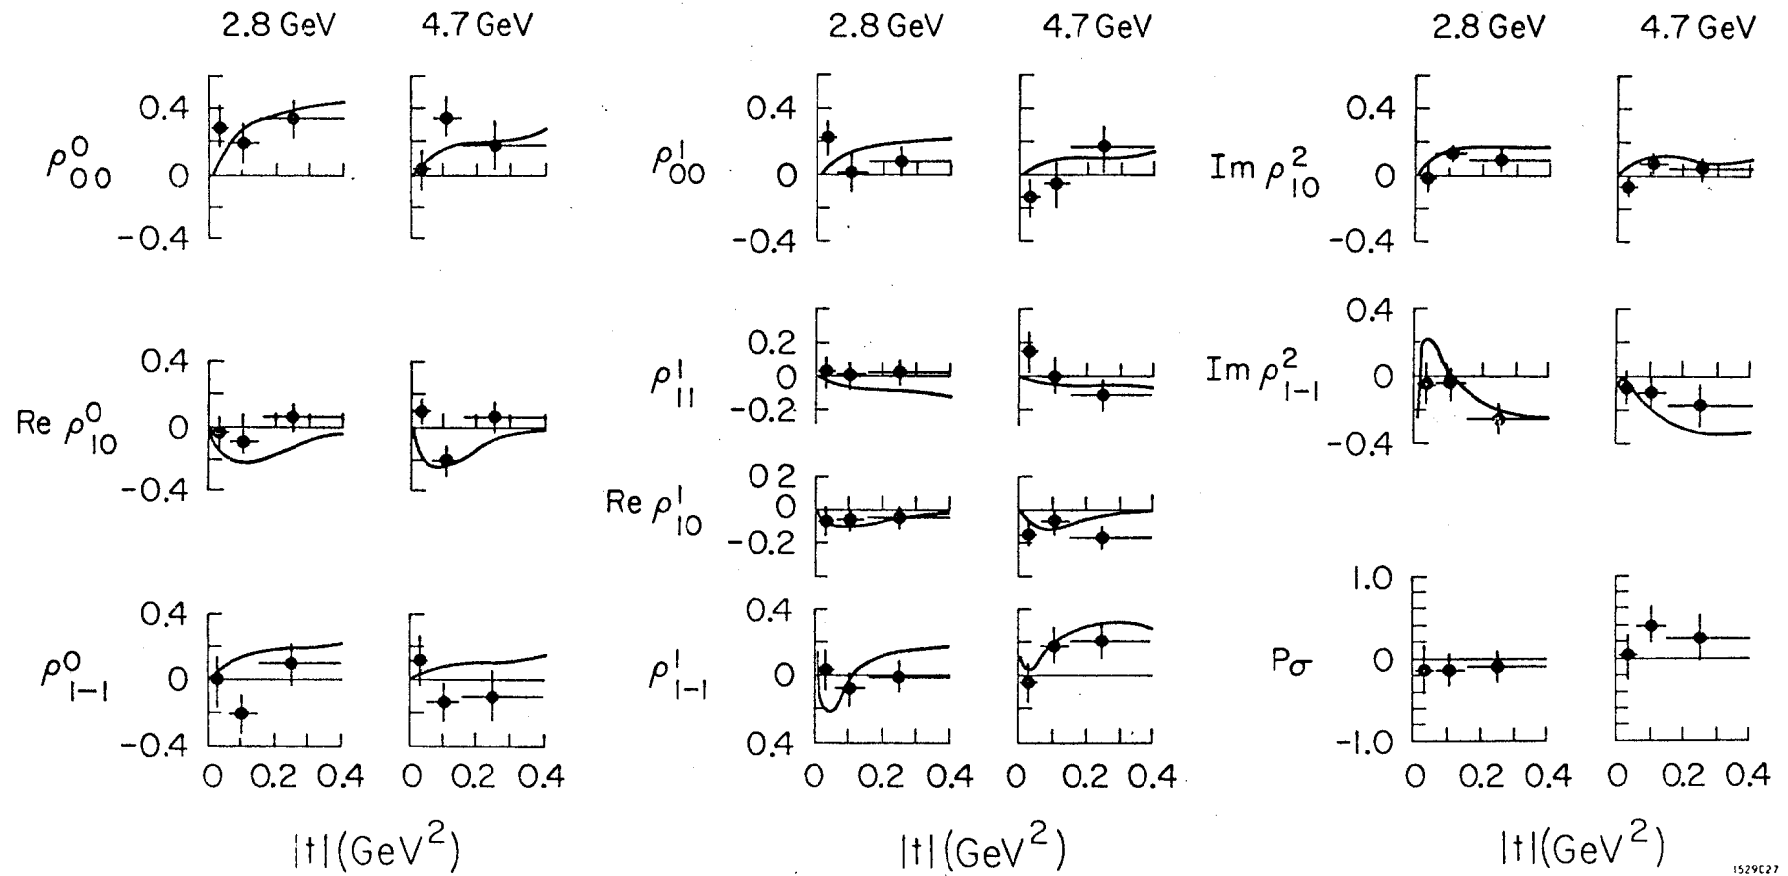 2.8 GeV 4.7 GeV 2.8 GeV 4.7 GeV 2.8 GeV 4.7 GeV
ρ⁰₀₀ 0.4 0 -0.4
ρ¹₀₀ 0.4 0 -0.4
Im ρ²₁₀ 0.4 0 -0.4
Re ρ⁰₁₀ 0.4 0 -0.4
ρ¹₁₁ 0.2 0 -0.2
Im ρ²₁₋₁ 0.4 0 -0.4
Re ρ¹₁₀ 0 2 0 -0.2
ρ⁰₁₋₁ 0.4 0 -0.4
ρ¹₁₋₁ 0.4 0 0.4
Pσ 1.0 0 -1.0
0 0.2 0.4 0 0.2 0.4 0 0.2 0.4 0 0.2 0.4 0 0.2 0.4 0 0.2 0.4
|t|(GeV²) |t|(GeV²) |t|(GeV²)
1529C27